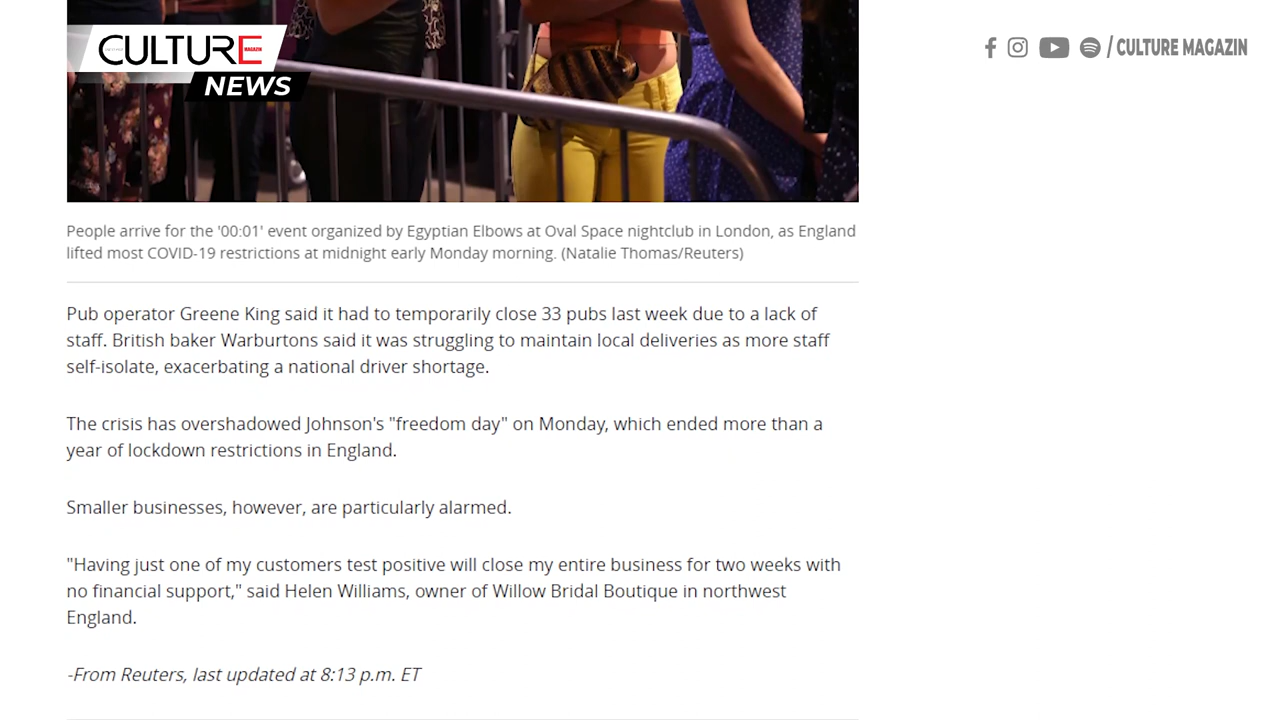 CULTURE
MAGAZIN
NEWS
/ CULTURE MAGAZIN
People arrive for the '00:01' event organized by Egyptian Elbows at Oval Space nightclub in London, as England
lifted most COVID-19 restrictions at midnight early Monday morning. (Natalie Thomas/Reuters)
Pub operator Greene King said it had to temporarily close 33 pubs last week due to a lack of
staff. British baker Warburtons said it was struggling to maintain local deliveries as more staff
self-isolate, exacerbating a national driver shortage.
The crisis has overshadowed Johnson's "freedom day" on Monday, which ended more than a
year of lockdown restrictions in England.
Smaller businesses, however, are particularly alarmed.
"Having just one of my customers test positive will close my entire business for two weeks with
no financial support," said Helen Williams, owner of Willow Bridal Boutique in northwest
England.
-From Reuters, last updated at 8:13 p.m. ET